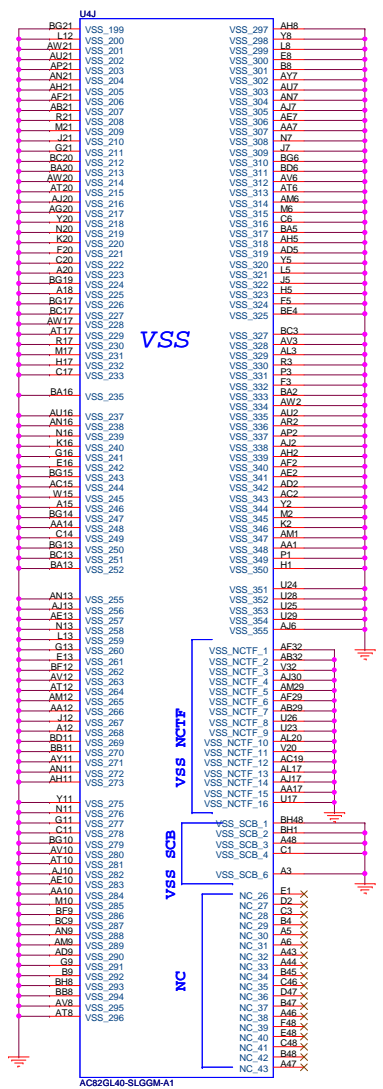 U4J
BG21 VSS_199
L12 VSS_200
AW21 VSS_201
AU21 VSS_202
AP21 VSS_203
AN21 VSS_204
AH21 VSS_205
AF21 VSS_206
AB21 VSS_207
R21 VSS_208
M21 VSS_209
J21 VSS_210
G21 VSS_211
BC20 VSS_212
BA20 VSS_213
AW20 VSS_214
AT20 VSS_215
AJ20 VSS_216
AG20 VSS_217
Y20 VSS_218
N20 VSS_219
K20 VSS_220
F20 VSS_221
C20 VSS_222
A20 VSS_223
BG19 VSS_224
A18 VSS_225
BG17 VSS_226
BC17 VSS_227
AW17 VSS_228
AT17 VSS_229
R17 VSS_230
M17 VSS_231
H17 VSS_232
C17 VSS_233
BA16 VSS_235
AU16 VSS_237
AN16 VSS_238
N16 VSS_239
K16 VSS_240
G16 VSS_241
E16 VSS_242
BG15 VSS_243
AC15 VSS_244
W15 VSS_245
A15 VSS_246
BG14 VSS_247
AA14 VSS_248
C14 VSS_249
BG13 VSS_250
BC13 VSS_251
BA13 VSS_252
AN13 VSS_255
AJ13 VSS_256
AE13 VSS_257
N13 VSS_258
L13 VSS_259
G13 VSS_260
E13 VSS_261
BF12 VSS_262
AV12 VSS_263
AT12 VSS_264
AM12 VSS_265
AA12 VSS_266
J12 VSS_267
A12 VSS_268
BD11 VSS_269
BB11 VSS_270
AY11 VSS_271
AN11 VSS_272
AH11 VSS_273
Y11 VSS_275
N11 VSS_276
G11 VSS_277
C11 VSS_278
BG10 VSS_279
AV10 VSS_280
AT10 VSS_281
AJ10 VSS_282
AE10 VSS_283
AA10 VSS_284
M10 VSS_285
BF9 VSS_286
BC9 VSS_287
AN9 VSS_288
AM9 VSS_289
AD9 VSS_290
G9 VSS_291
B9 VSS_292
BH8 VSS_293
BB8 VSS_294
AV8 VSS_295
AT8 VSS_296
VSS
VSS_297 AH8
VSS_298 Y8
VSS_299 L8
VSS_300 E8
VSS_301 B8
VSS_302 AY7
VSS_303 AU7
VSS_304 AN7
VSS_305 AJ7
VSS_306 AE7
VSS_307 AA7
VSS_308 N7
VSS_309 J7
VSS_310 BG6
VSS_311 BD6
VSS_312 AV6
VSS_313 AT6
VSS_314 AM6
VSS_315 M6
VSS_316 C6
VSS_317 BA5
VSS_318 AH5
VSS_319 AD5
VSS_320 Y5
VSS_321 L5
VSS_322 J5
VSS_323 H5
VSS_324 F5
VSS_325 BE4
VSS_327 BC3
VSS_328 AV3
VSS_329 AL3
VSS_330 R3
VSS_331 P3
VSS_332 F3
VSS_333 BA2
VSS_334 AW2
VSS_335 AU2
VSS_336 AR2
VSS_337 AP2
VSS_338 AJ2
VSS_339 AH2
VSS_340 AF2
VSS_341 AE2
VSS_342 AD2
VSS_343 AC2
VSS_344 Y2
VSS_345 M2
VSS_346 K2
VSS_347 AM1
VSS_348 AA1
VSS_349 P1
VSS_350 H1
VSS_351 U24
VSS_352 U28
VSS_353 U25
VSS_354 U29
VSS_355 AJ6
VSS NCTF
VSS_NCTF_1 AF32
VSS_NCTF_2 AB32
VSS_NCTF_3 V32
VSS_NCTF_4 AJ30
VSS_NCTF_5 AM29
VSS_NCTF_6 AF29
VSS_NCTF_7 AB29
VSS_NCTF_8 U26
VSS_NCTF_9 U23
VSS_NCTF_10 AL20
VSS_NCTF_11 V20
VSS_NCTF_12 AC19
VSS_NCTF_13 AL17
VSS_NCTF_14 AJ17
VSS_NCTF_15 AA17
VSS_NCTF_16 U17
VSS SCB
VSS_SCB_1 BH48
VSS_SCB_2 BH1
VSS_SCB_3 A48
VSS_SCB_4 C1
VSS_SCB_6 A3
NC
NC_26 E1
NC_27 D2
NC_28 C3
NC_29 B4
NC_30 A5
NC_31 A6
NC_32 A43
NC_33 A44
NC_34 B45
NC_35 C46
NC_36 D47
NC_37 B47
NC_38 A46
NC_39 F48
NC_40 E48
NC_41 C48
NC_42 B48
NC_43 A47
AC82GL40-SLGGM-A1